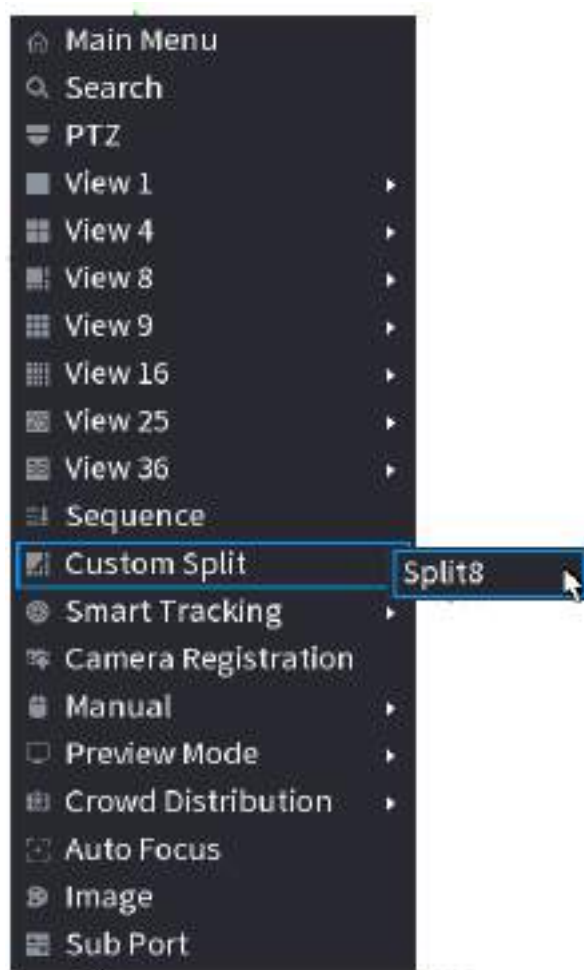 Main Menu
Search
PTZ
View 1
View 4
View 8
View 9
View 16
View 25
View 36
Sequence
Custom Split
Split8
Smart Tracking
Camera Registration
Manual
Preview Mode
Crowd Distribution
Auto Focus
Image
Sub Port